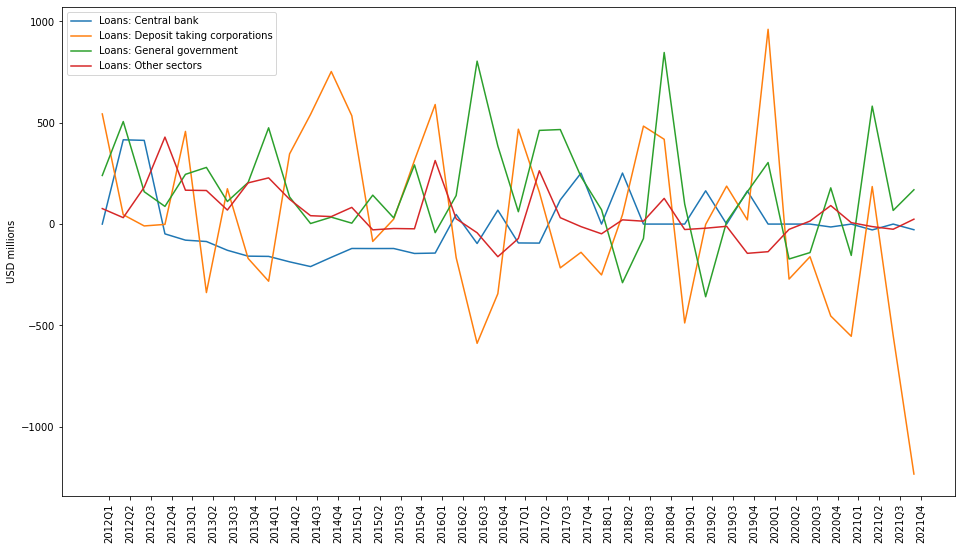 Loans: Central bank
Loans: Deposit taking corporations
Loans: General government
Loans: Other sectors
USD millions
1000
500
0
−500
−1000
2012Q1
2012Q2
2012Q3
2012Q4
2013Q1
2013Q2
2013Q3
2013Q4
2014Q1
2014Q2
2014Q3
2014Q4
2015Q1
2015Q2
2015Q3
2015Q4
2016Q1
2016Q2
2016Q3
2016Q4
2017Q1
2017Q2
2017Q3
2017Q4
2018Q1
2018Q2
2018Q3
2018Q4
2019Q1
2019Q2
2019Q3
2019Q4
2020Q1
2020Q2
2020Q3
2020Q4
2021Q1
2021Q2
2021Q3
2021Q4